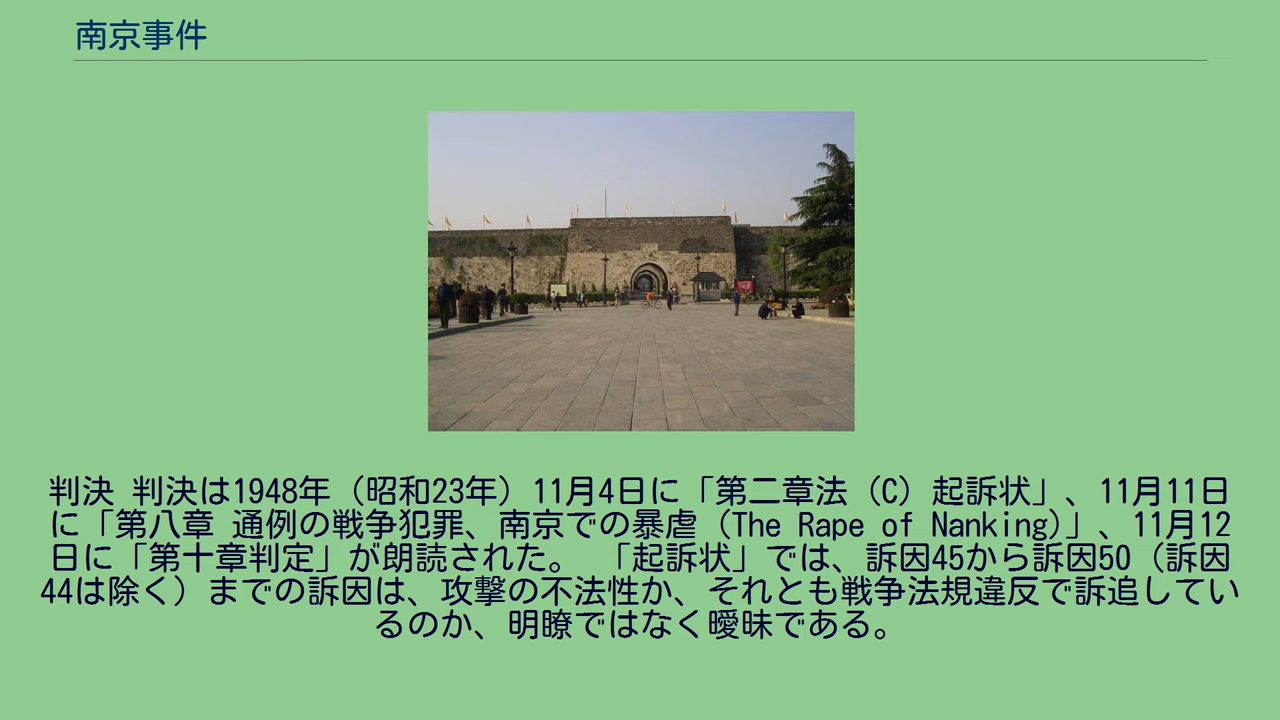 南京事件
判決 判決は1948年（昭和23年）11月4日に「第二章法（C）起訴状」、11月11日
に「第八章 通例の戦争犯罪、南京での暴虐（The Rape of Nanking)」、11月12
日に「第十章判定」が朗読された。 「起訴状」では、訴因45から訴因50（訴因
44は除く）までの訴因は、攻撃の不法性か、それとも戦争法規違反で訴追してい
るのか、明瞭ではなく曖昧である。